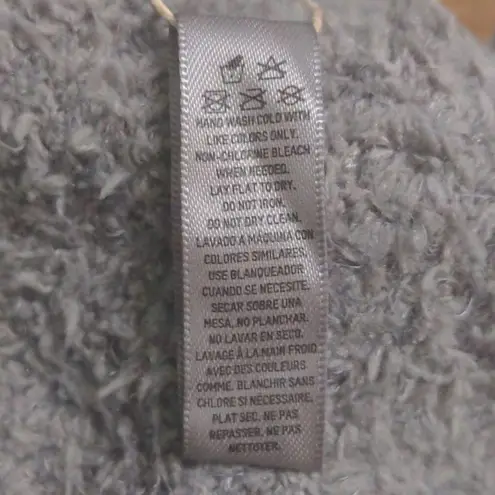 HAND WASH COLD WITH
LIKE COLORS ONLY.
NON-CHLORINE BLEACH
WHEN NEEDED.
LAY FLAT TO DRY.
DO NOT IRON.
DO NOT DRY CLEAN.
LAVADO A MAQUINA CON
COLORES SIMILARES.
USE BLANQUEADOR
CUANDO SE NECESITE.
SECAR SOBRE UNA
MESA, NO PLANCHAR.
NO LAVAR EN SECO.
LAVAGE À LA MAIN FROID
AVEC DES COULEURS
COMME. BLANCHIR SANS
CHLORE SI NÉCESSAIRE.
PLAT SEC. NE PAS
REPASSER. NE PAS
NETTOYER.